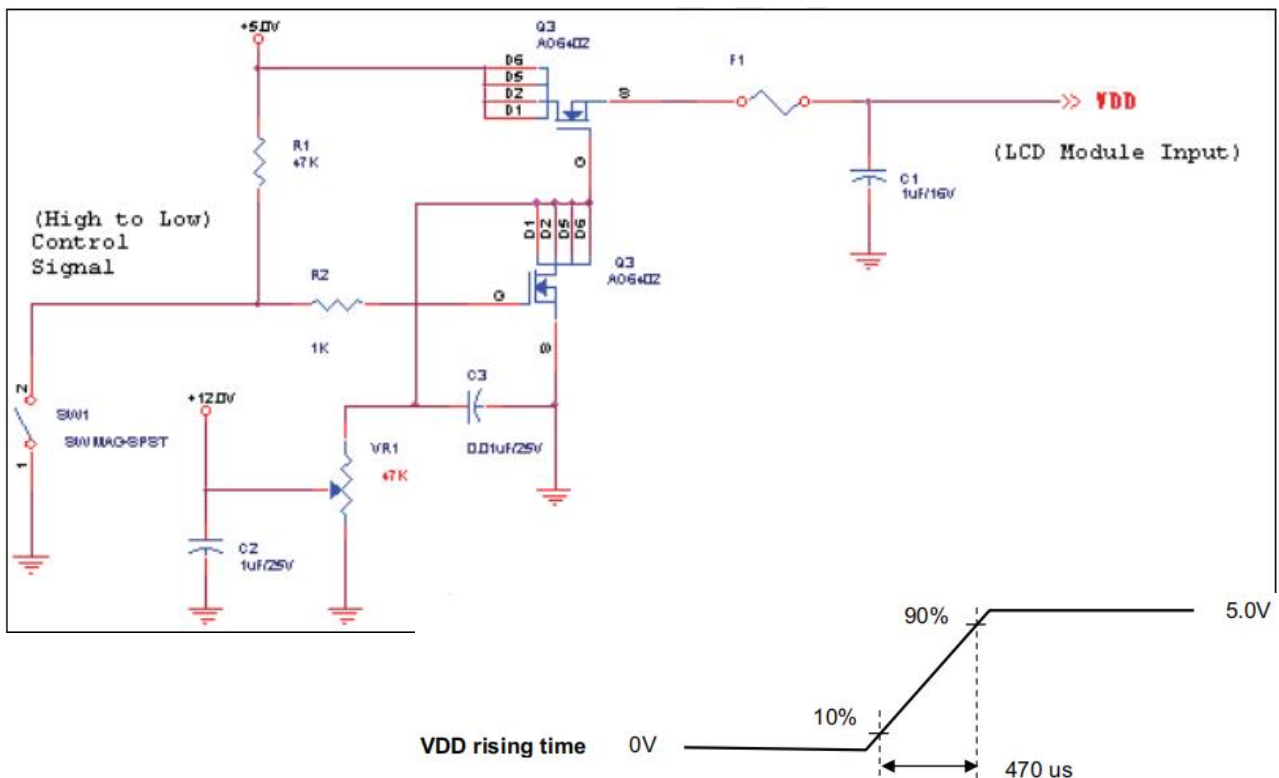 +5.0V
Q3
AO6402
D6
D5
D2
D1
S
G
F1
VDD
(LCD Module Input)
R1
47K
C1
1uF/16V
(High to Low)
Control
Signal
D1
D2
D5
D6
Q3
AO6402
R2
1K
G
S
2
SW1
SW MAG-SPST
1
+12.0V
C3
0.01uF/25V
VR1
47K
C2
1uF/25V
90%
5.0V
10%
VDD rising time
0V
470 us